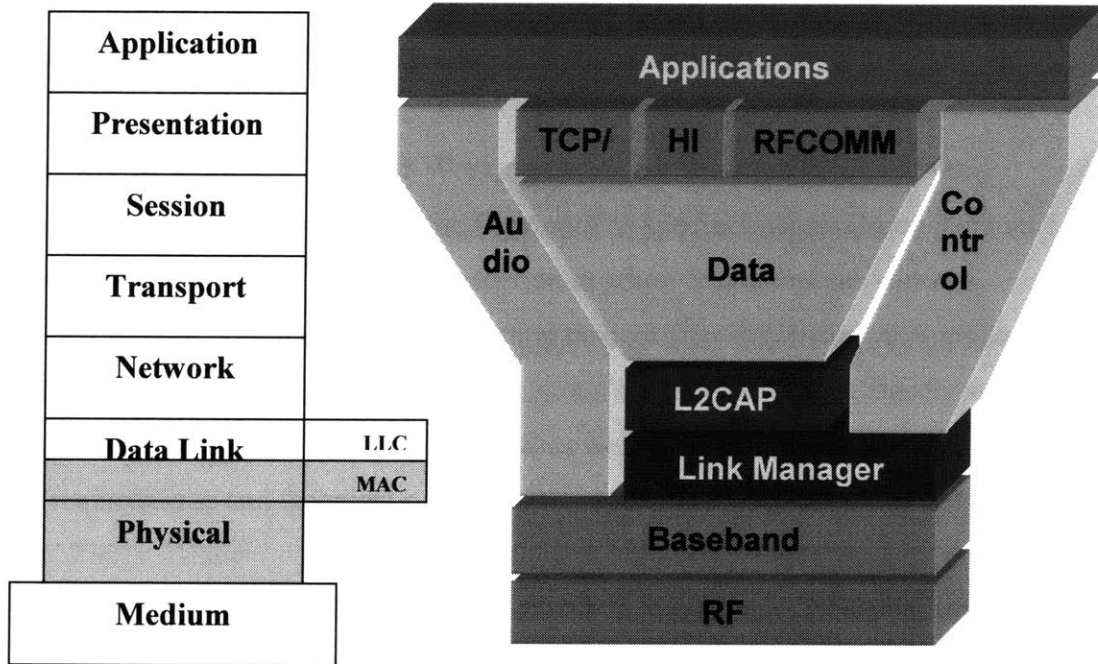 Application
Presentation
Session
Transport
Network
Data Link
LLC
MAC
Physical
Medium
Applications
TCP/ HI RFCOMM
Au
dio
Data
Co
ntr
ol
L2CAP
Link Manager
Baseband
RF